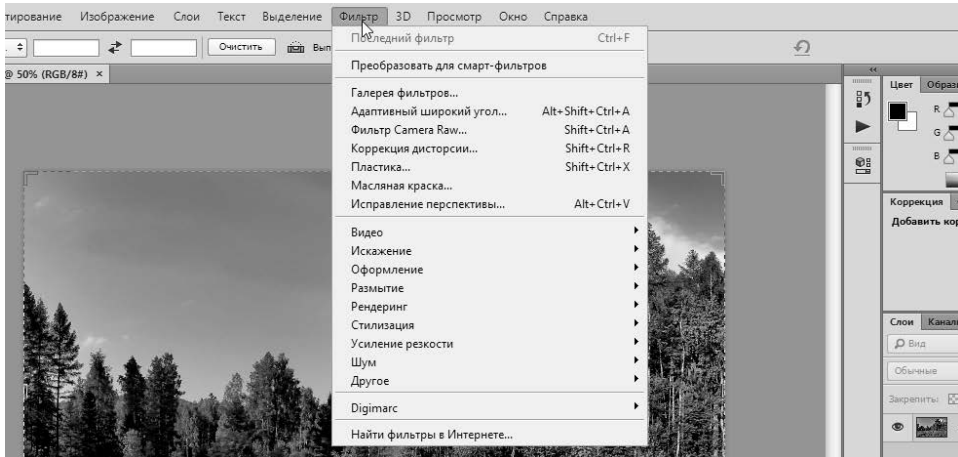 тирование Изображение Слои Текст Выделение Фильтр 3D Просмотр Окно Справка
Очистить Вып
@ 50% (RGB/8#) ×
Последний фильтр Ctrl+F
Преобразовать для смарт-фильтров
Галерея фильтров...
Адаптивный широкий угол... Alt+Shift+Ctrl+A
Фильтр Camera Raw... Shift+Ctrl+A
Коррекция дисторсии... Shift+Ctrl+R
Пластика... Shift+Ctrl+X
Масляная краска...
Исправление перспективы... Alt+Ctrl+V
Видео
Искажение
Оформление
Размытие
Рендеринг
Стилизация
Усиление резкости
Шум
Другое
Digimarc
Найти фильтры в Интернете...
Цвет Образ
R
G
B
Коррекция
Добавить кор
Слои Канал
Вид
Обычные
Закрепить: